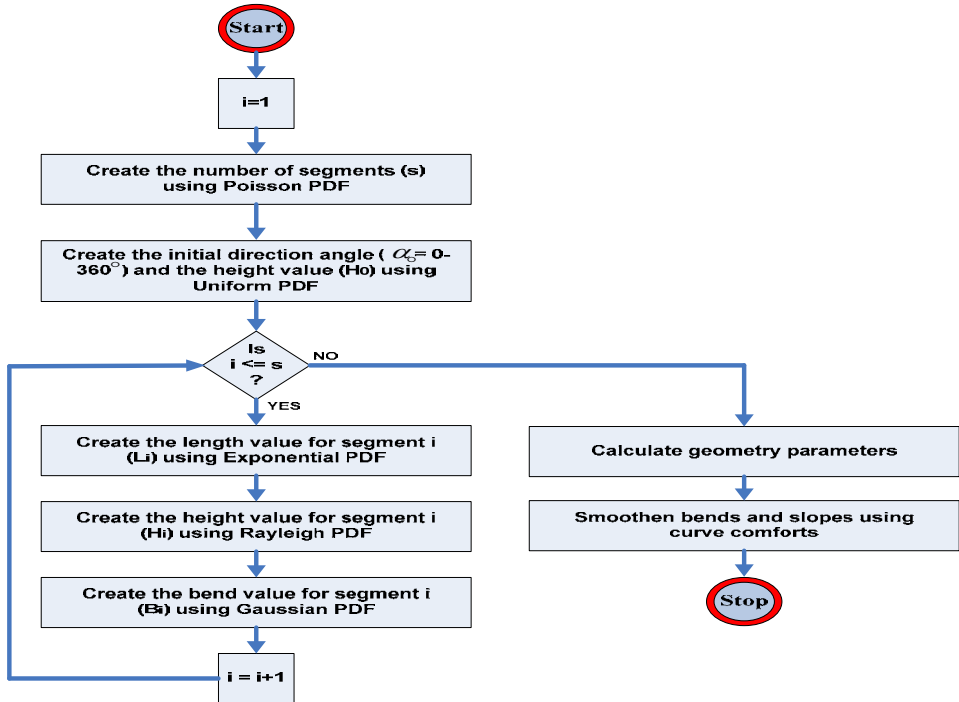 Start
i=1
Create the number of segments (s)
using Poisson PDF
Create the initial direction angle ( α₀= 0-
360°) and the height value (Ho) using
Uniform PDF
Is
i <= s
?
NO
YES
Create the length value for segment i
(Li) using Exponential PDF
Create the height value for segment i
(Hi) using Rayleigh PDF
Create the bend value for segment i
(Bi) using Gaussian PDF
i = i+1
Calculate geometry parameters
Smoothen bends and slopes using
curve comforts
Stop